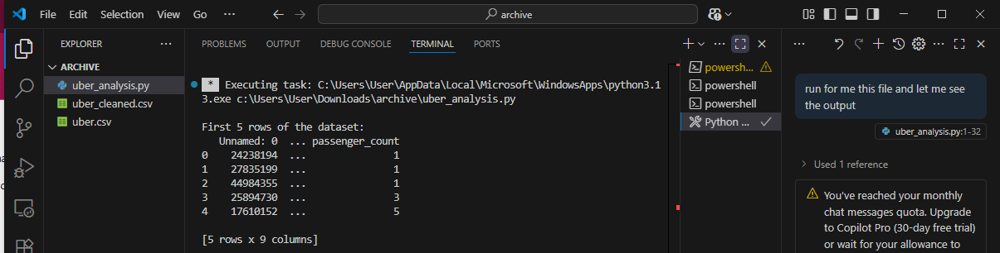 File Edit Selection View Go ... archive
EXPLORER ...
ARCHIVE
uber_analysis.py
uber_cleaned.csv
uber.csv
PROBLEMS OUTPUT DEBUG CONSOLE TERMINAL PORTS ...
* Executing task: C:\Users\User\AppData\Local\Microsoft\WindowsApps\python3.1
3.exe c:\Users\User\Downloads\archive\uber_analysis.py
First 5 rows of the dataset:
Unnamed: 0 ... passenger_count
0 24238194 ... 1
1 27835199 ... 1
2 44984355 ... 1
3 25894730 ... 3
4 17610152 ... 5
[5 rows x 9 columns]
powersh...
powershell
powershell
Python ...
... ...
run for me this file and let me see
the output
uber_analysis.py:1-32
> Used 1 reference
You've reached your monthly
chat messages quota. Upgrade
to Copilot Pro (30-day free trial)
or wait for your allowance to